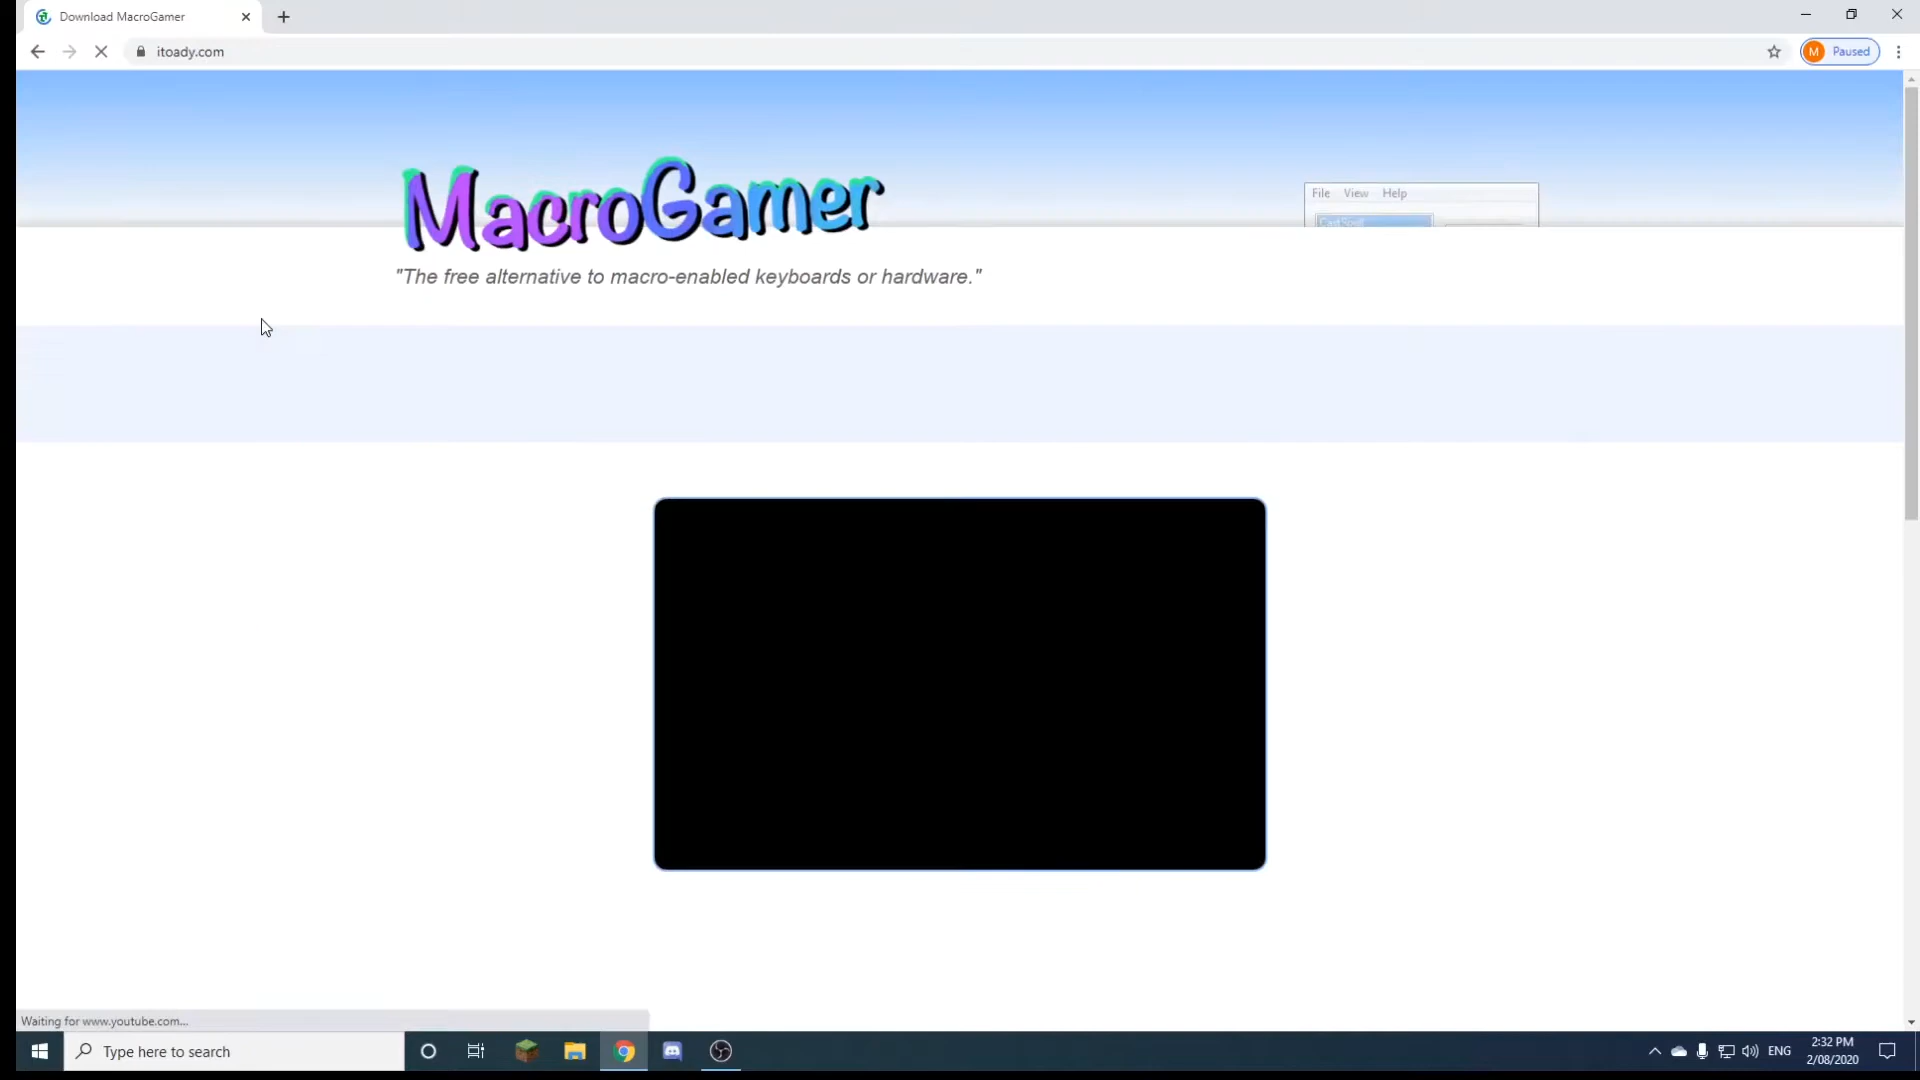 Download MacroGamer
itoady.com
M Paused
MacroGamer
File View Help
CastSpell
"The free alternative to macro-enabled keyboards or hardware."
Waiting for www.youtube.com...
Type here to search
ENG
2:32 PM
2/08/2020